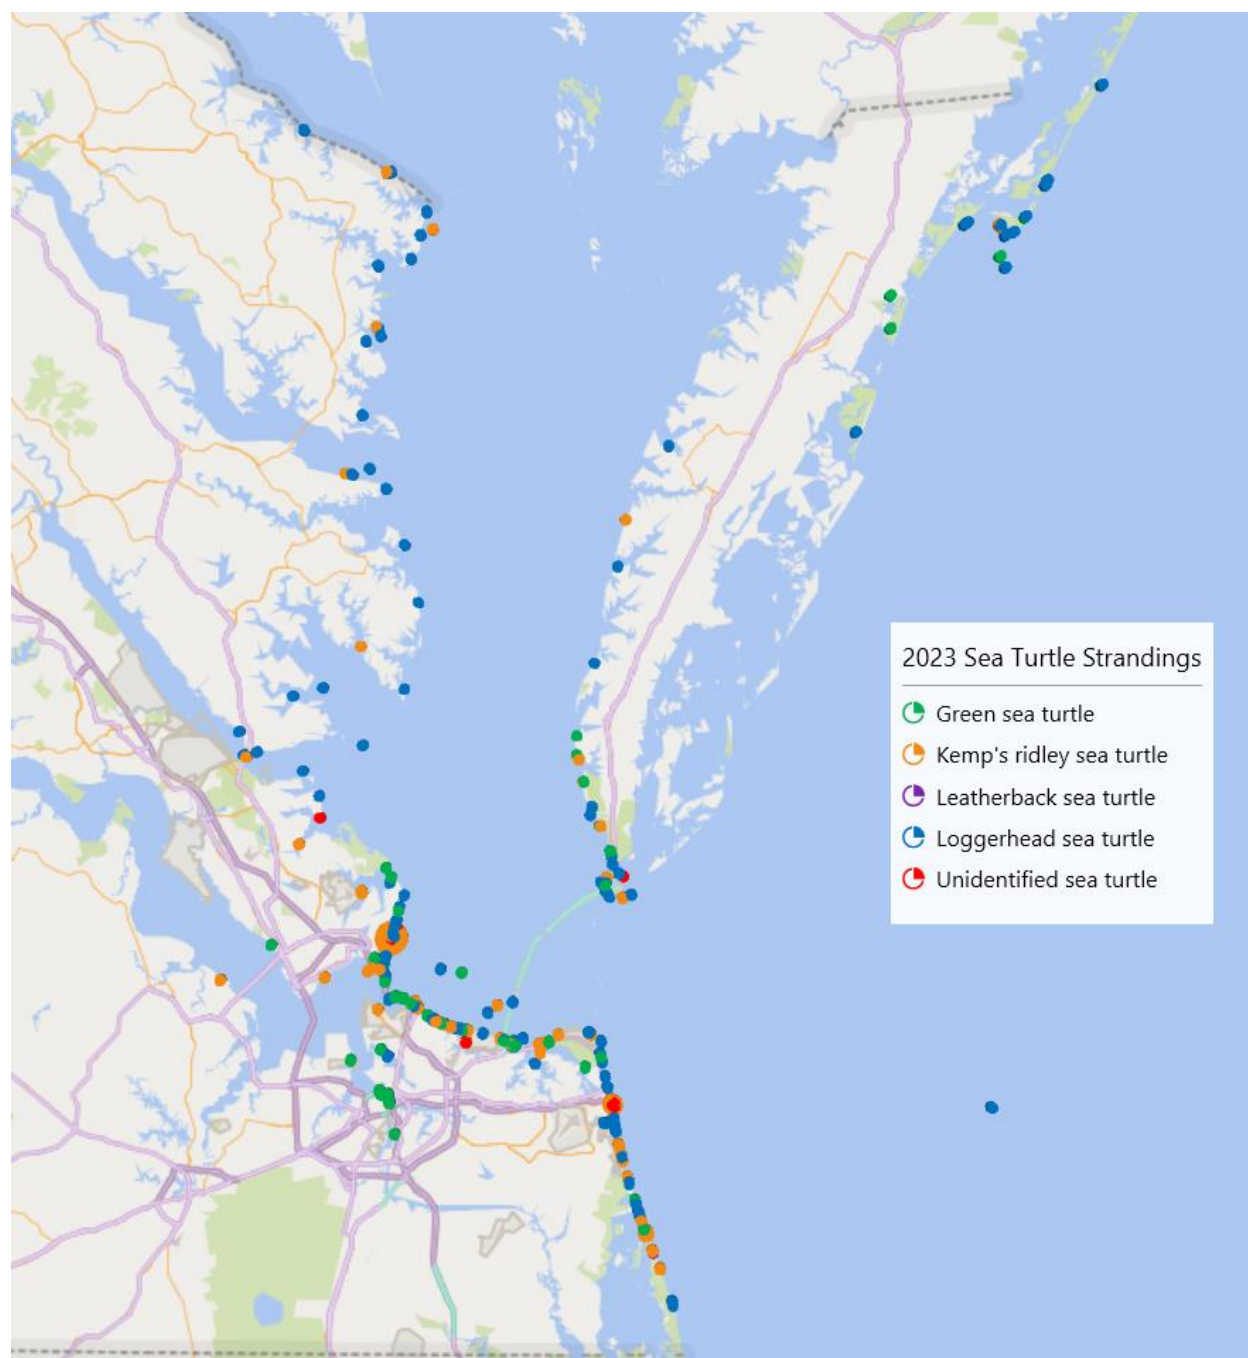 2023 Sea Turtle Strandings
Green sea turtle
Kemp's ridley sea turtle
Leatherback sea turtle
Loggerhead sea turtle
Unidentified sea turtle